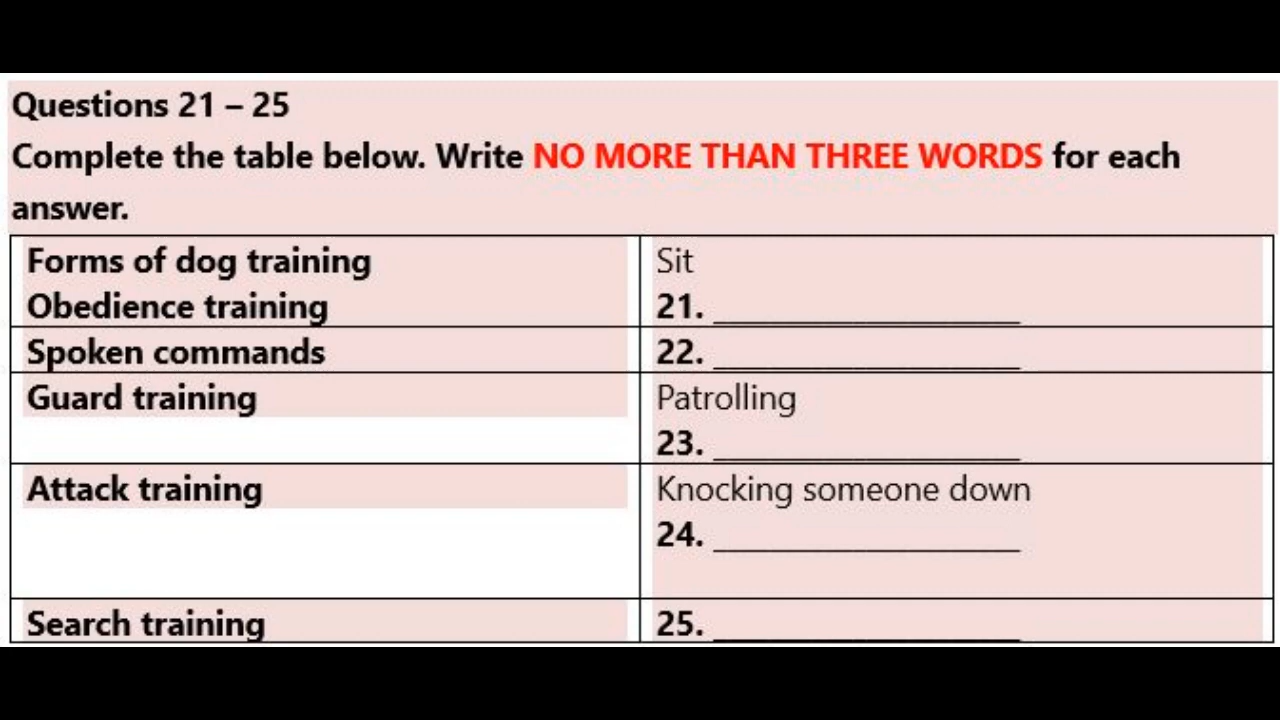 Questions 21 – 25
Complete the table below. Write NO MORE THAN THREE WORDS for each
answer.
Forms of dog training
Obedience training
Sit
21. ____________________
Spoken commands
22. ____________________
Guard training
Patrolling
23. ____________________
Attack training
Knocking someone down
24. ____________________
Search training
25. ____________________